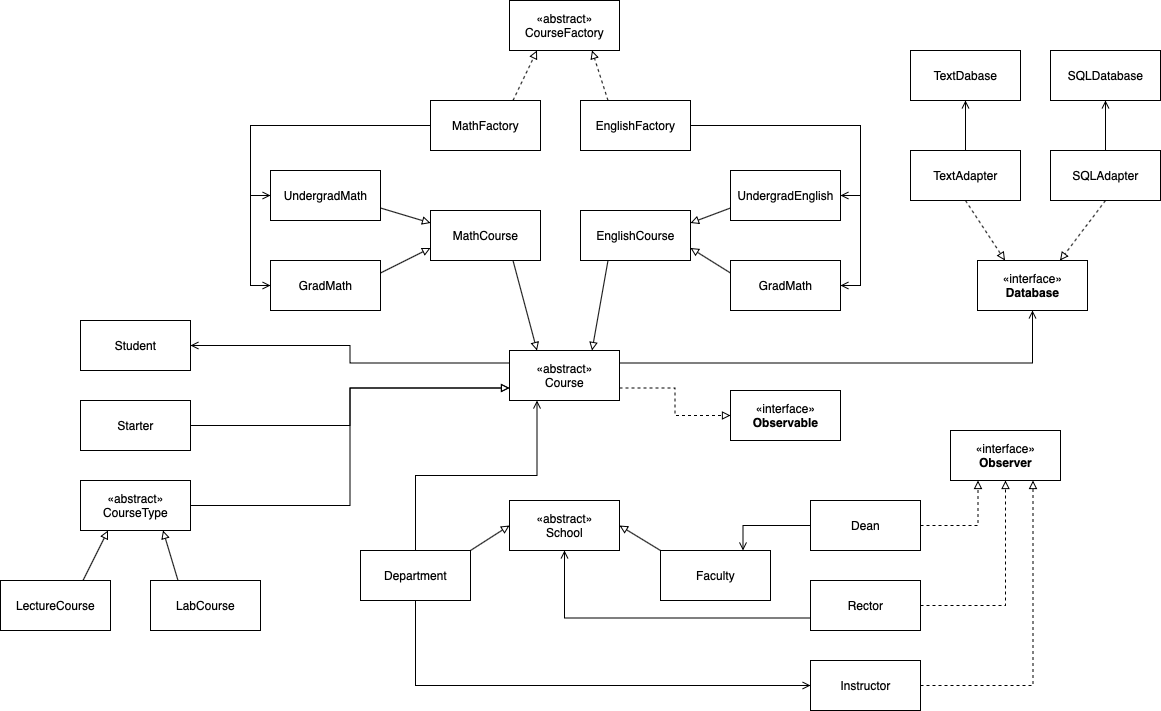 «abstract»
CourseFactory
TextDabase
SQLDatabase
MathFactory
EnglishFactory
TextAdapter
SQLAdapter
UndergradMath
UndergradEnglish
MathCourse
EnglishCourse
GradMath
GradMath
«interface»
Database
Student
«abstract»
Course
«interface»
Observable
Starter
«interface»
Observer
«abstract»
CourseType
«abstract»
School
Dean
Department
Faculty
LectureCourse
LabCourse
Rector
Instructor